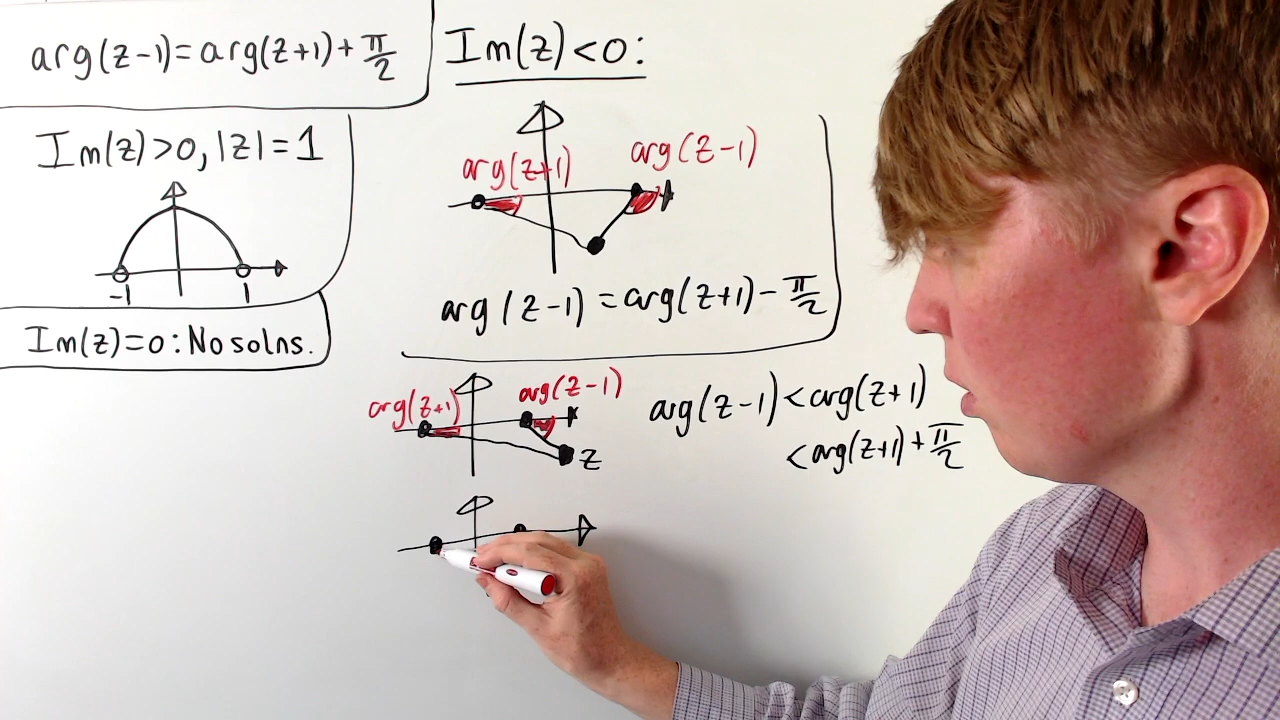 arg(z-1)=arg(z+1)+π/2
Im(z)>0, |z|=1
-1 1
Im(z)=0: No solns.
Im(z)<0:
arg(z+1) arg(z-1)
arg(z-1)=arg(z+1)-π/2
arg(z+1) arg(z-1)
z
arg(z-1)<arg(z+1)
<arg(z+1)+π/2